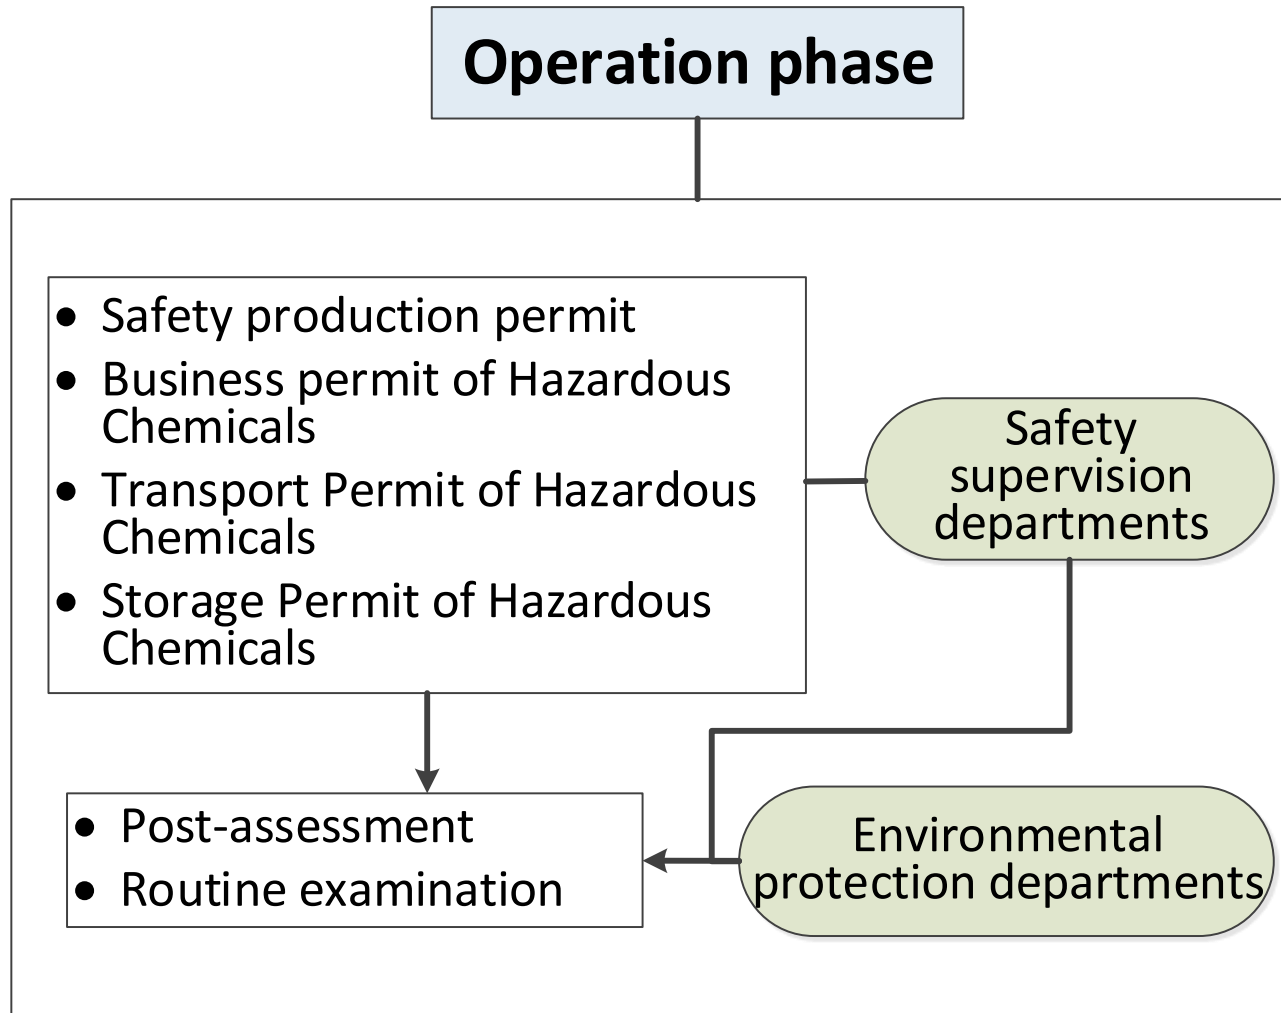 Operation phase
• Safety production permit
• Business permit of Hazardous
Chemicals
• Transport Permit of Hazardous
Chemicals
• Storage Permit of Hazardous
Chemicals
Safety
supervision
departments
• Post-assessment
• Routine examination
Environmental
protection departments